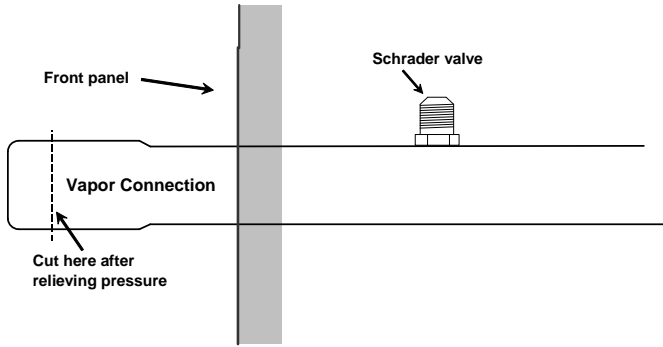 Schrader valve
Front panel
Vapor Connection
Cut here after
relieving pressure